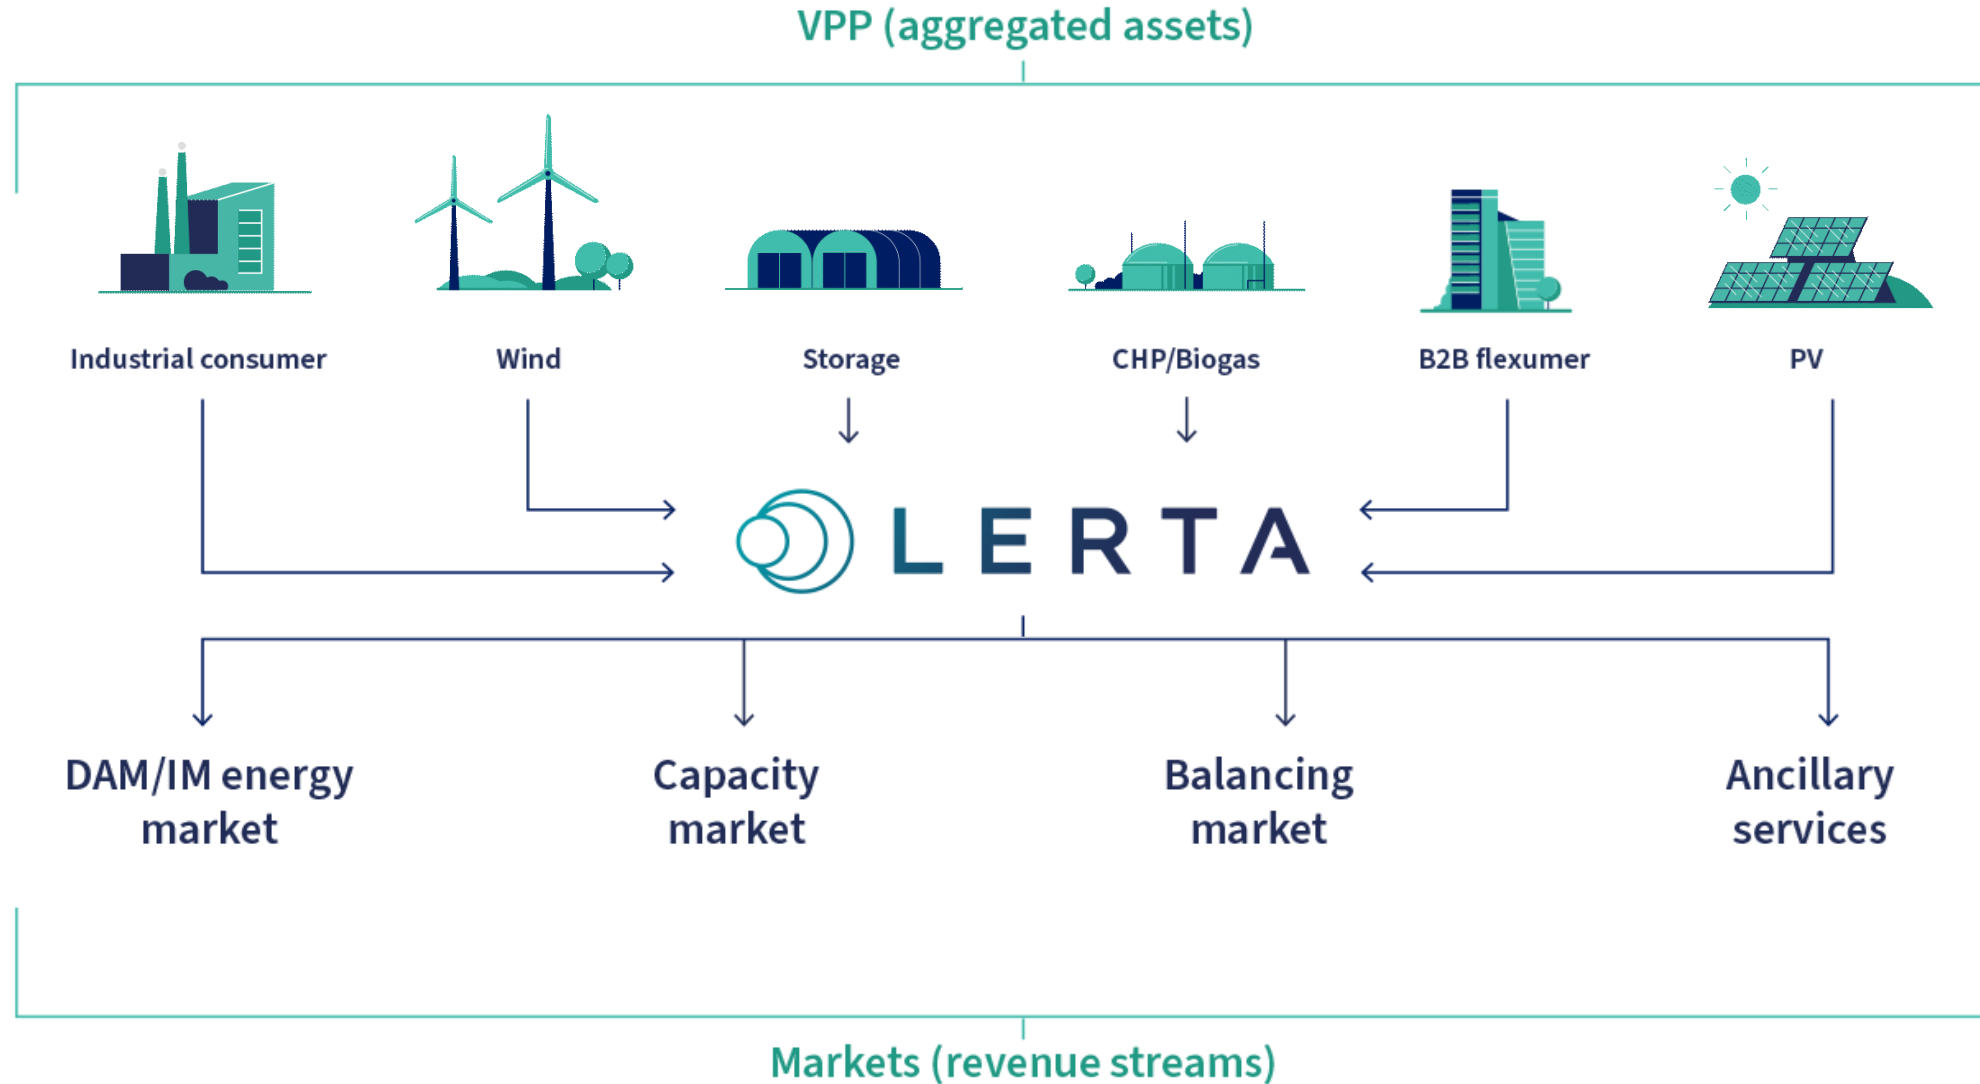 VPP (aggregated assets)
Industrial consumer
Wind
Storage
CHP/Biogas
B2B flexumer
PV
LERTA
DAM/IM energy
market
Capacity
market
Balancing
market
Ancillary
services
Markets (revenue streams)